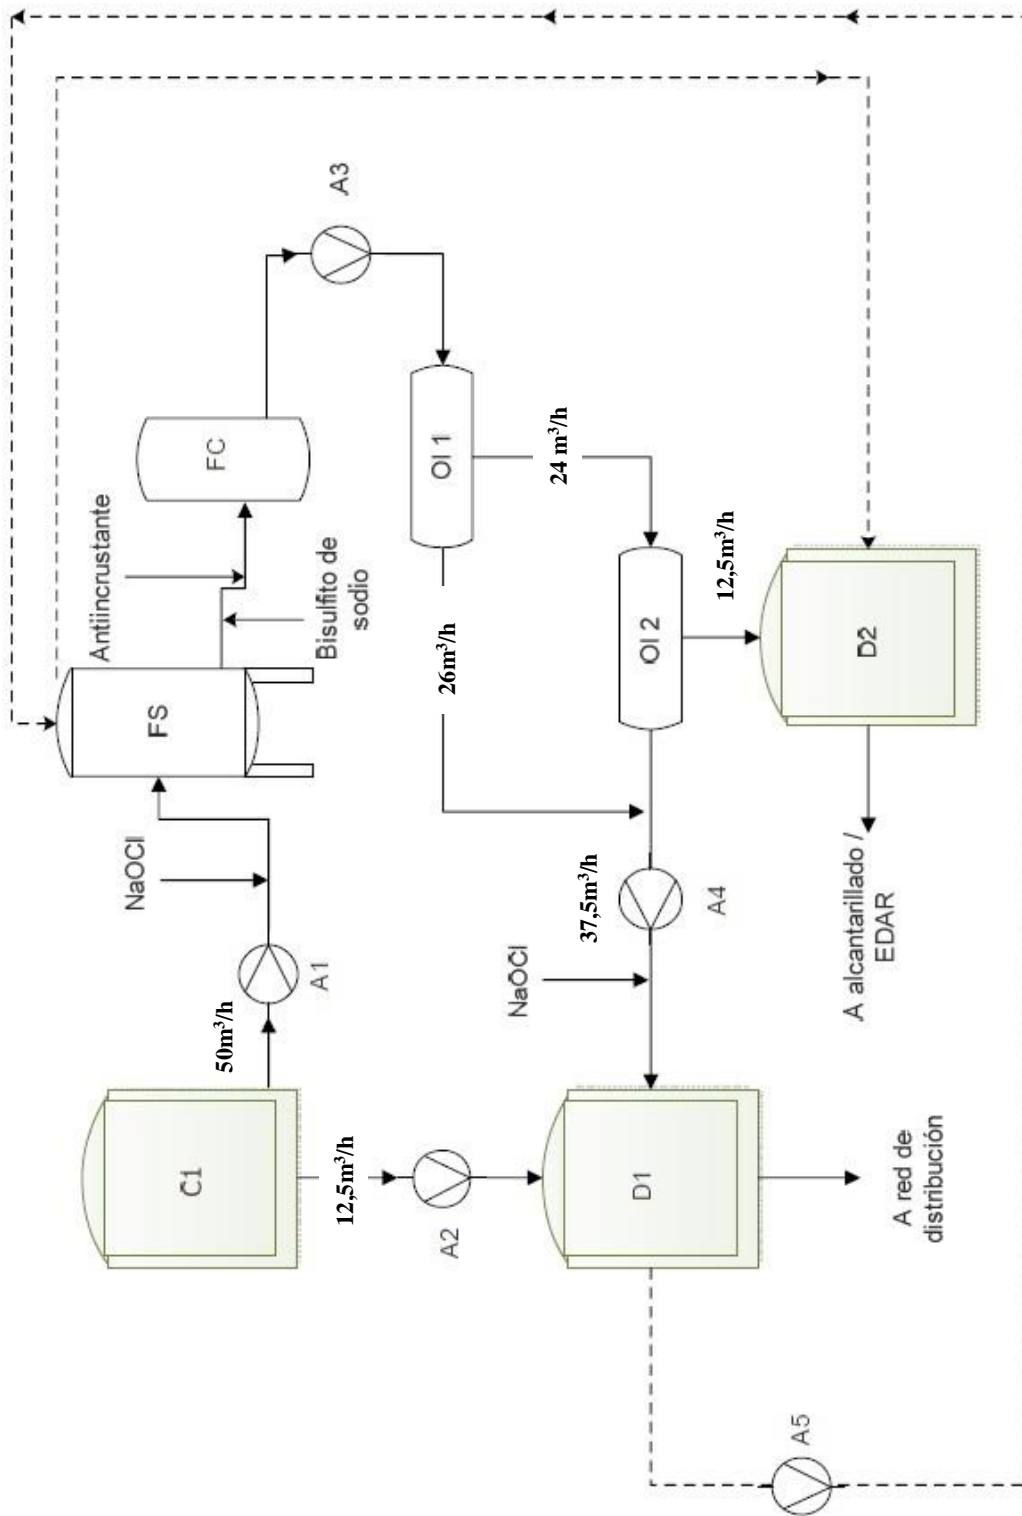 C1
50m³/h
A1
NaOCl
FS
Antiincrustante
Bisulfito de
sodio
FC
A3
OI 1
24 m³/h
26m³/h
OI 2
12,5m³/h
D2
A alcantarillado /
EDAR
37,5m³/h
A4
NaOCl
12,5m³/h
A2
D1
A red de
distribución
A5